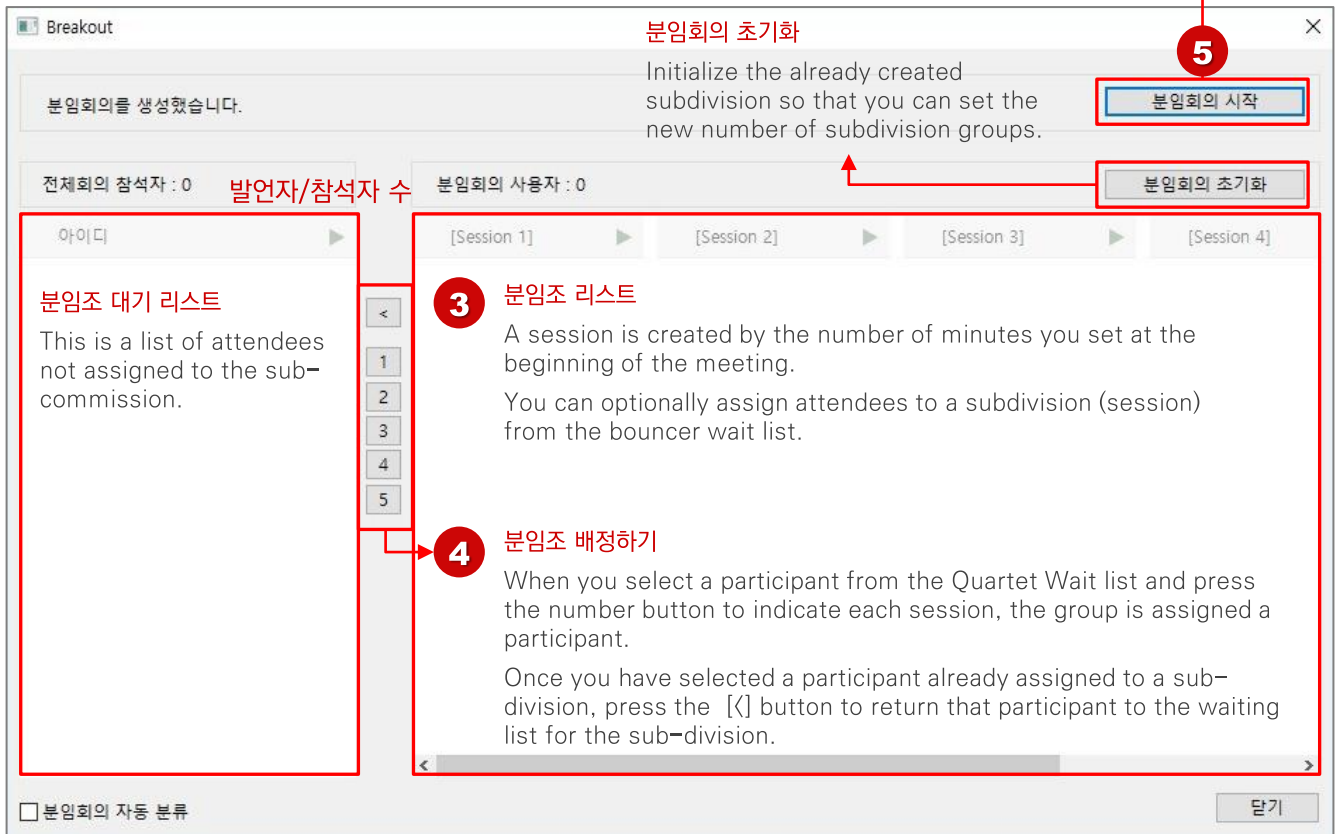 Breakout
분임회의 초기화
5
Initialize the already created
subdivision so that you can set the
new number of subdivision groups.
분임회의를 생성했습니다.
분임회의 시작
전체회의 참석자 : 0
발언자/참석자 수
분임회의 사용자 : 0
분임회의 초기화
아이디
[Session 1]
[Session 2]
[Session 3]
[Session 4]
분임조 대기 리스트
This is a list of attendees
not assigned to the sub-
commission.
<
1
2
3
4
5
3
분임조 리스트
A session is created by the number of minutes you set at the
beginning of the meeting.
You can optionally assign attendees to a subdivision (session)
from the bouncer wait list.
4
분임조 배정하기
When you select a participant from the Quartet Wait list and press
the number button to indicate each session, the group is assigned a
participant.
Once you have selected a participant already assigned to a sub-
division, press the [〈] button to return that participant to the waiting
list for the sub-division.
분임회의 자동 분류
닫기